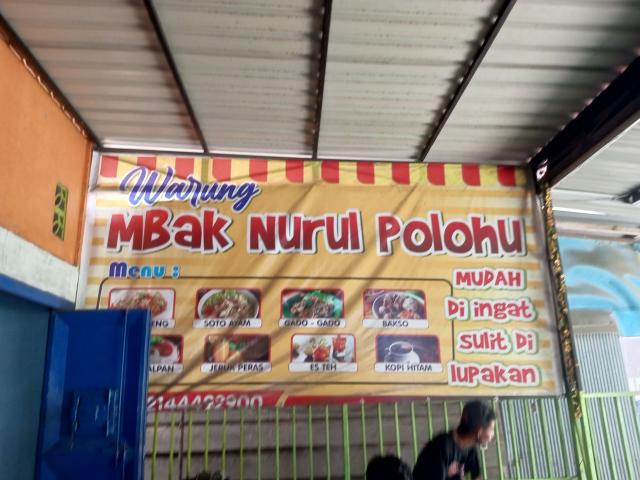 Warung
MBak Nurul Polohu
Menu :
SOTO AYAM
GADO - GADO
BAKSO
JERUK PERAS
ES TEH
KOPI HITAM
MUDAH
Di ingat
sulit Di
lupakan